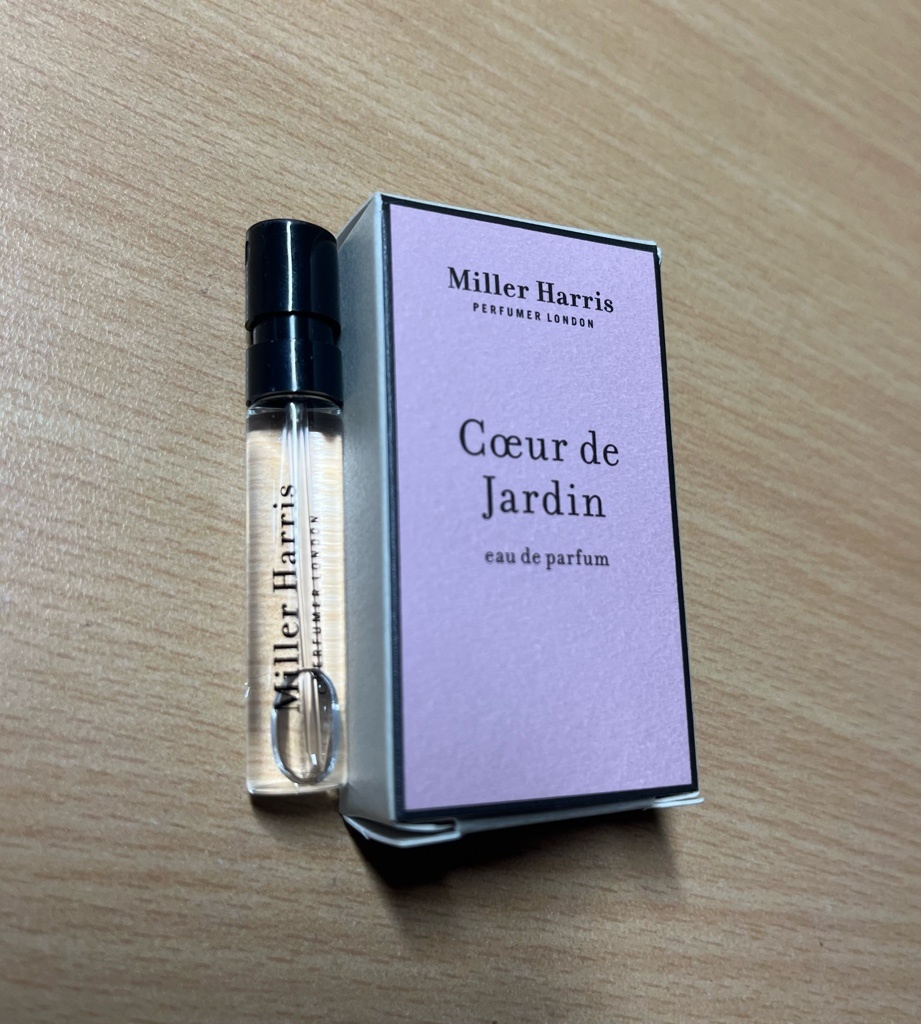 Miller Harris
PERFUMER LONDON
Cœur de
Jardin
eau de parfum
Miller Harris
PERFUMER LONDON